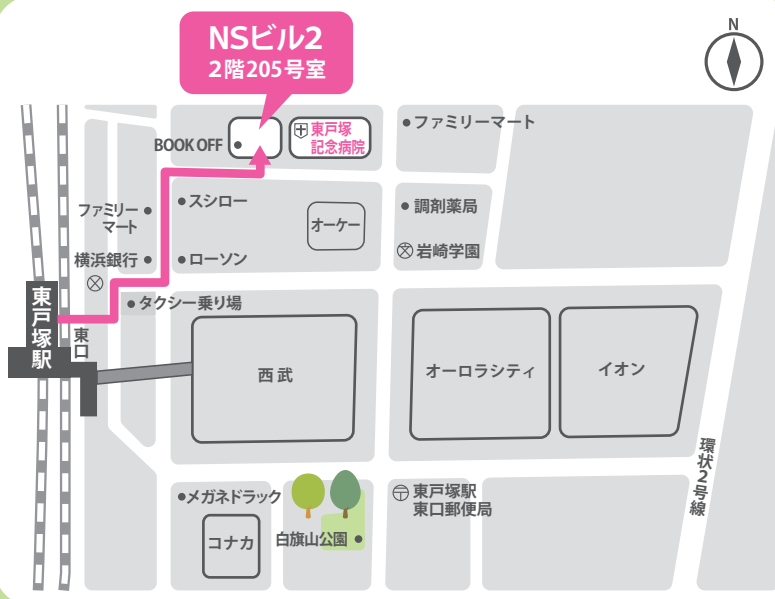 NSビル2
2階205号室
N
BOOK OFF
東戸塚
記念病院
ファミリーマート
ファミリー
マート
スシロー
オーケー
調剤薬局
横浜銀行
ローソン
岩崎学園
東戸塚駅
東口
タクシー乗り場
西武
オーロラシティ
イオン
環状2号線
メガネドラック
コナカ
白旗山公園
東戸塚駅
東口郵便局